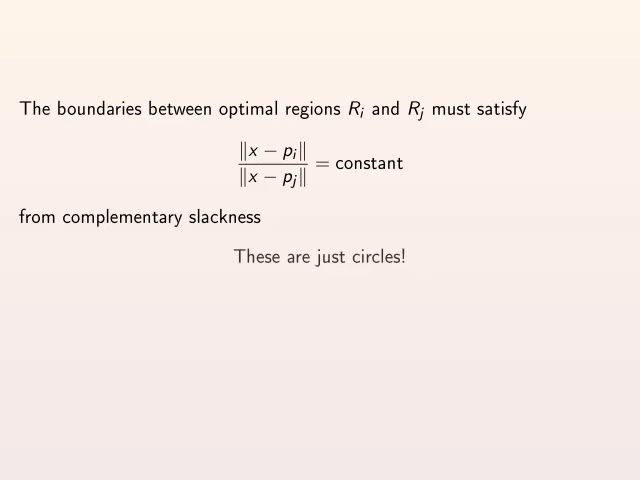 The boundaries between optimal regions R_i and R_j must satisfy
‖x − p_i‖
‖x − p_j‖ = constant
from complementary slackness
These are just circles!